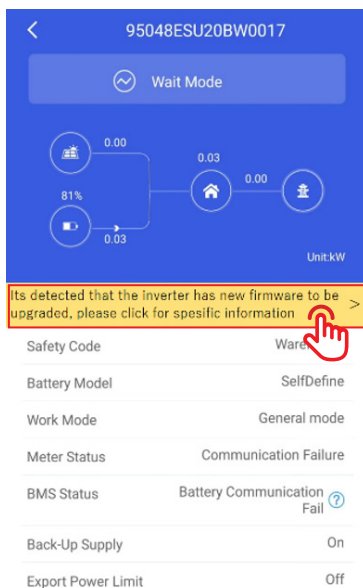 95048ESU20BW0017
Wait Mode
0.00
0.03
0.00
81%
0.03
Unit:kW
Its detected that the inverter has new firmware to be
upgraded, please click for spesific information >
Safety Code
Battery Model SelfDefine
Work Mode General mode
Meter Status Communication Failure
BMS Status Battery Communication ?
Fail
Back-Up Supply On
Export Power Limit Off